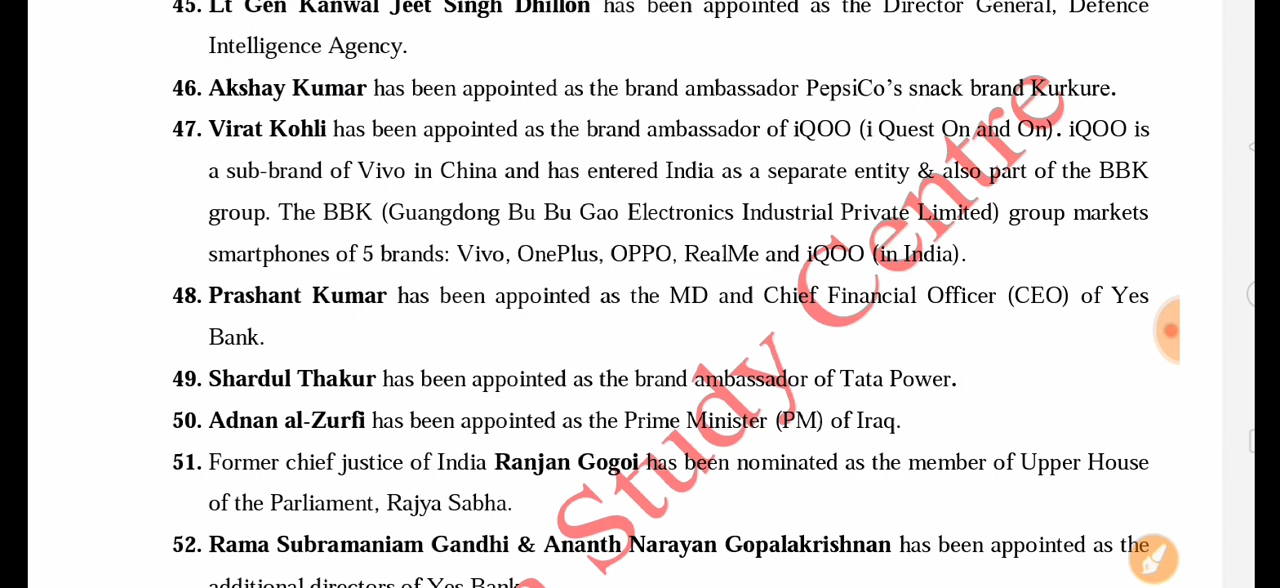 45. Lt Gen Kanwal Jeet Singh Dhillon has been appointed as the Director General, Defence
Intelligence Agency.
46. Akshay Kumar has been appointed as the brand ambassador PepsiCo's snack brand Kurkure.
47. Virat Kohli has been appointed as the brand ambassador of iQOO (i Quest On and On). iQOO is
a sub-brand of Vivo in China and has entered India as a separate entity & also part of the BBK
group. The BBK (Guangdong Bu Bu Gao Electronics Industrial Private Limited) group markets
smartphones of 5 brands: Vivo, OnePlus, OPPO, RealMe and iQOO (in India).
48. Prashant Kumar has been appointed as the MD and Chief Financial Officer (CEO) of Yes
Bank.
49. Shardul Thakur has been appointed as the brand ambassador of Tata Power.
50. Adnan al-Zurfi has been appointed as the Prime Minister (PM) of Iraq.
51. Former chief justice of India Ranjan Gogoi has been nominated as the member of Upper House
of the Parliament, Rajya Sabha.
52. Rama Subramaniam Gandhi & Ananth Narayan Gopalakrishnan has been appointed as the
additional directors of Yes Bank
Study Centre